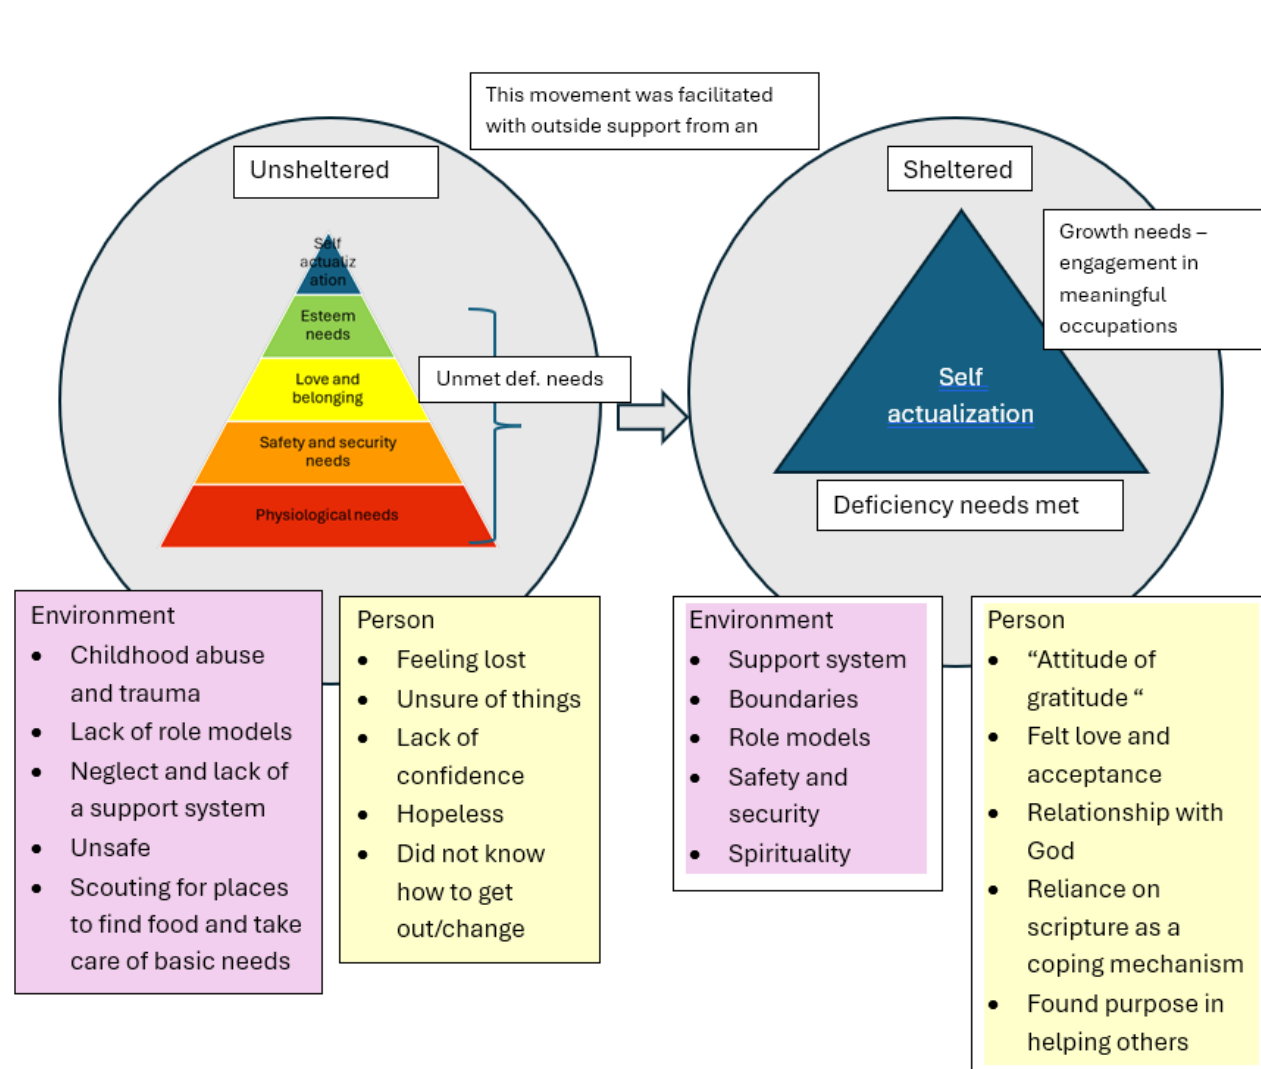 This movement was facilitated
with outside support from an
Unsheltered
Self
actualiz
ation
Esteem
needs
Love and
belonging
Safety and security
needs
Physiological needs
Unmet def. needs
Sheltered
Growth needs –
engagement in
meaningful
occupations
Self
actualization
Deficiency needs met
Environment
• Childhood abuse
and trauma
• Lack of role models
• Neglect and lack of
a support system
• Unsafe
• Scouting for places
to find food and take
care of basic needs
Person
• Feeling lost
• Unsure of things
• Lack of
confidence
• Hopeless
• Did not know
how to get
out/change
Environment
• Support system
• Boundaries
• Role models
• Safety and
security
• Spirituality
Person
• “Attitude of
gratitude “
• Felt love and
acceptance
• Relationship with
God
• Reliance on
scripture as a
coping mechanism
• Found purpose in
helping others